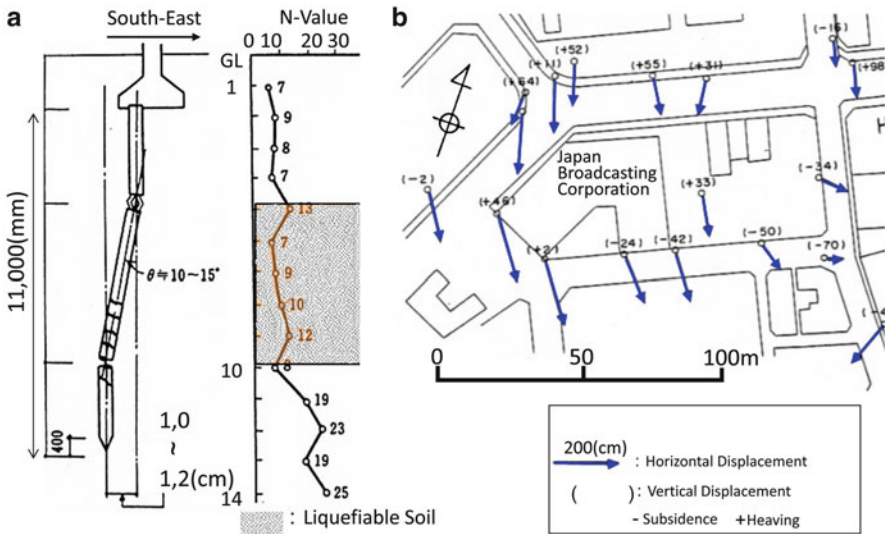 a
South-East
N-Value
GL
10 20 30
1
7
9
8
7
13
7
9
10
12
8
10
19
23
19
25
14
11,000(mm)
θ≒10~15°
400
1,0
~
1,2(cm)
: Liquefiable Soil
b
(-16)
(+52)
(+11)
(+55)
(+31)
(+98
(+64)
Japan
Broadcasting
Corporation
(-2)
(+46)
(+33)
(-34)
(+2)
(-24)
(-42)
(-50)
(-70)
(-4
H
0 50 100m
200(cm)
: Horizontal Displacement
( ) : Vertical Displacement
- Subsidence +Heaving